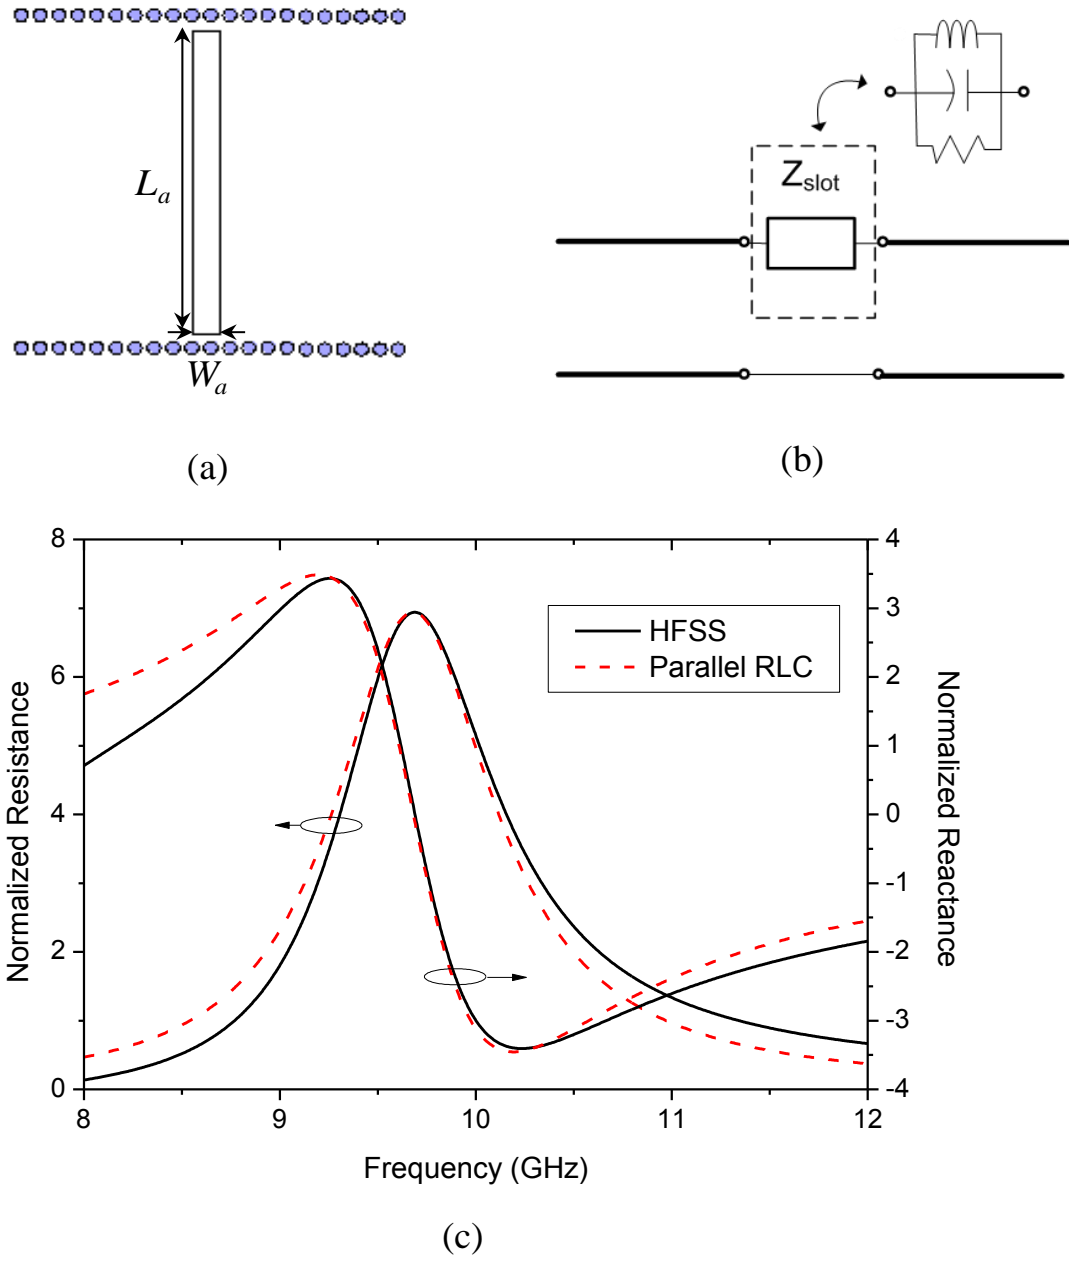 L_a
W_a
(a)
Z_slot
(b)
8
6
4
2
0
Normalized Resistance
4
3
2
1
0
-1
-2
-3
-4
Normalized Reactance
HFSS
Parallel RLC
8 9 10 11 12
Frequency (GHz)
(c)